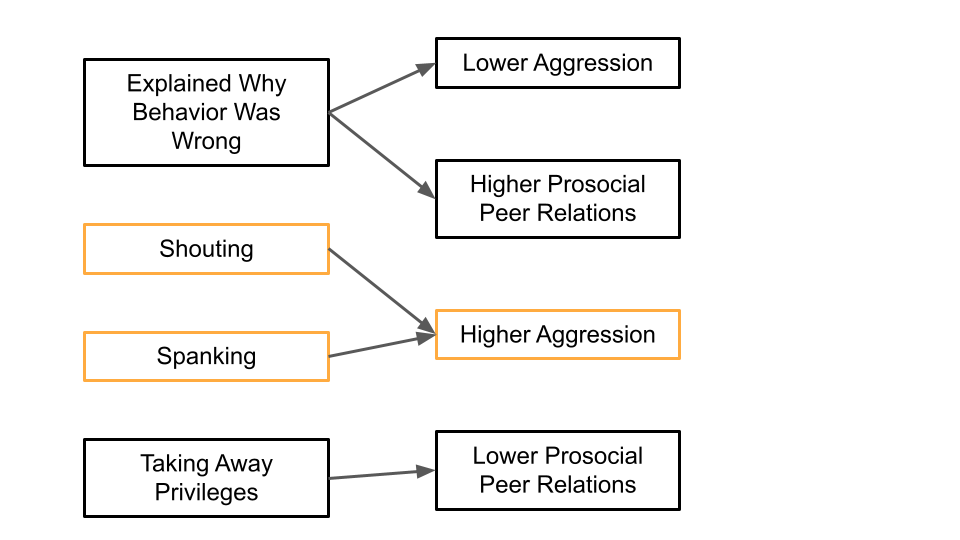 Explained Why
Behavior Was
Wrong
Lower Aggression
Higher Prosocial
Peer Relations
Shouting
Higher Aggression
Spanking
Taking Away
Privileges
Lower Prosocial
Peer Relations